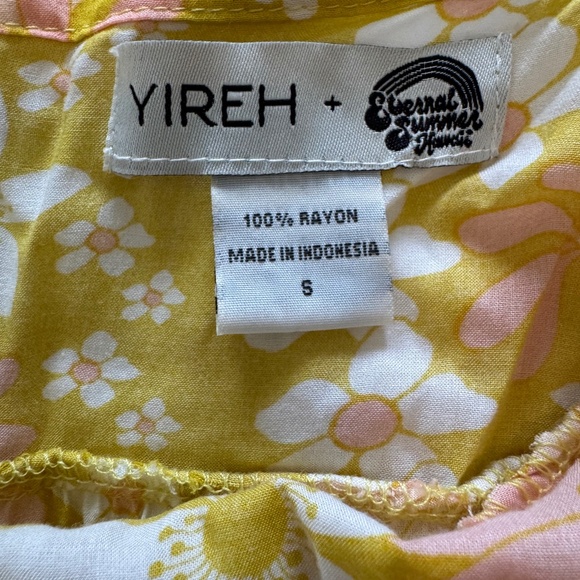 YIREH + Eternal
Summer
Hawaii
100% RAYON
MADE IN INDONESIA
S